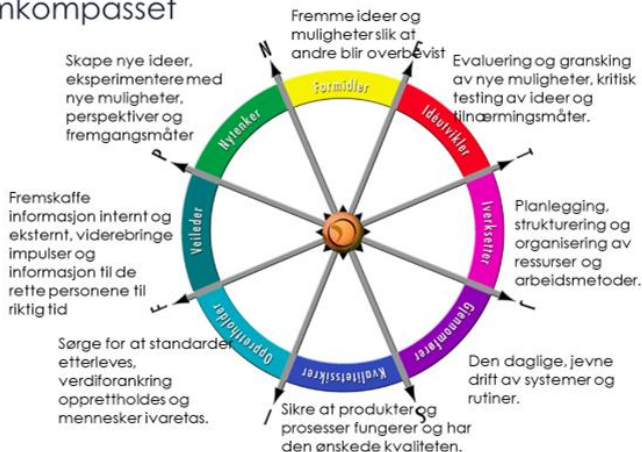 mkompasset
Fremme ideer og
muligheter slik at
andre blir overbevist
Skape nye ideer,
eksperimentere med
nye muligheter,
perspektiver og
fremgangsmåter
Evaluering og gransking
av nye muligheter, kritisk
testing av ideer og
tilnærmingsmåter.
N
E
Formidler
Nytenker
Idéutvikler
P
T
Fremskaffe
informasjon internt og
eksternt, viderebringe
impulser og
informasjon til de
rette personene til
riktig tid
Veileder
Iverksetter
Planlegging,
strukturering og
organisering av
ressurser og
arbeidsmetoder.
F
J
Opprettholder
Gjennomfører
Kvalitetssikrer
Sørge for at standarder
etterleves,
verdiforankring
opprettholdes og
mennesker ivaretas.
Den daglige, jevne
drift av systemer og
rutiner.
I
S
Sikre at produkter og
prosesser fungerer og har
den ønskede kvaliteten.